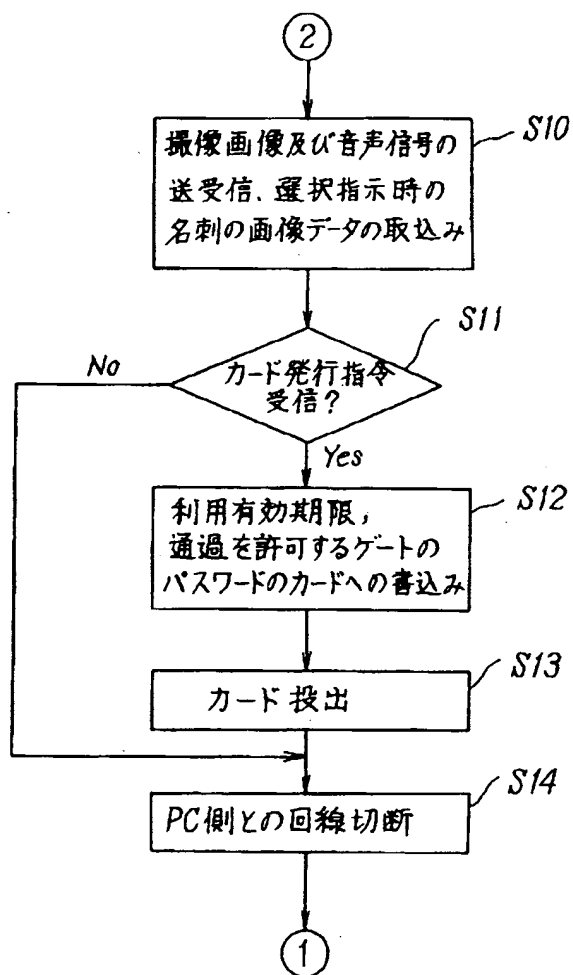 ②
撮像画像及び音声信号の
送受信、選択指示時の
名刺の画像データの取込み
S10
カード発行指令
受信?
S11
No
Yes
利用有効期限,
通過を許可するゲートの
パスワードのカードへの書込み
S12
カード投出
S13
PC側との回線切断
S14
①